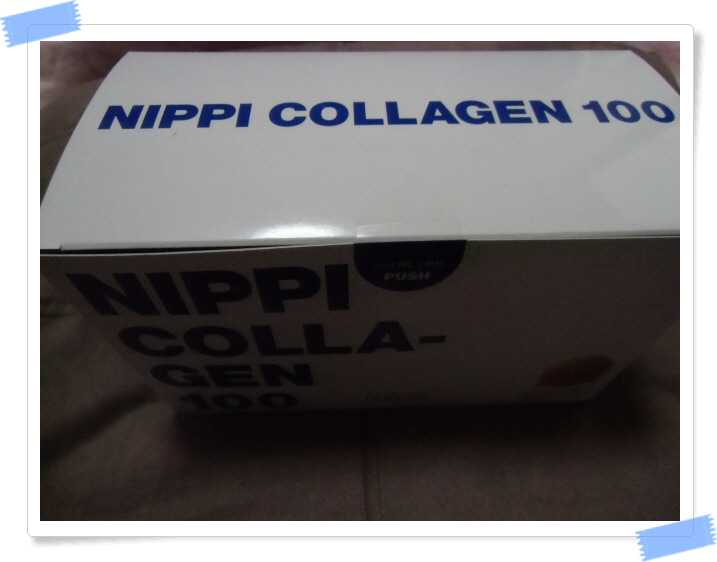 NIPPI COLLAGEN 100
PUSH
NIPPI
COLLA-
GEN
100